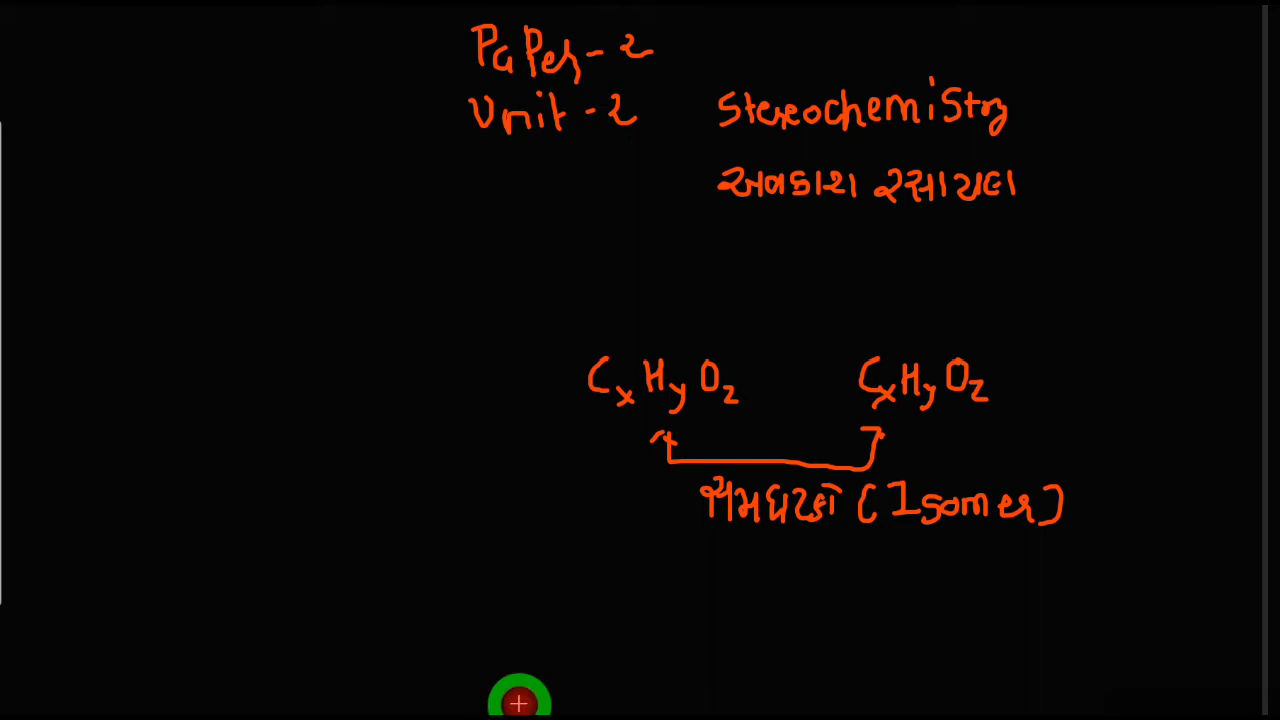 Paper - 2
Unit - 2 Stereochemistry
અવકાશ રસાયણ
CxHyOz CxHyOz
સમઘટકો (Isomer)